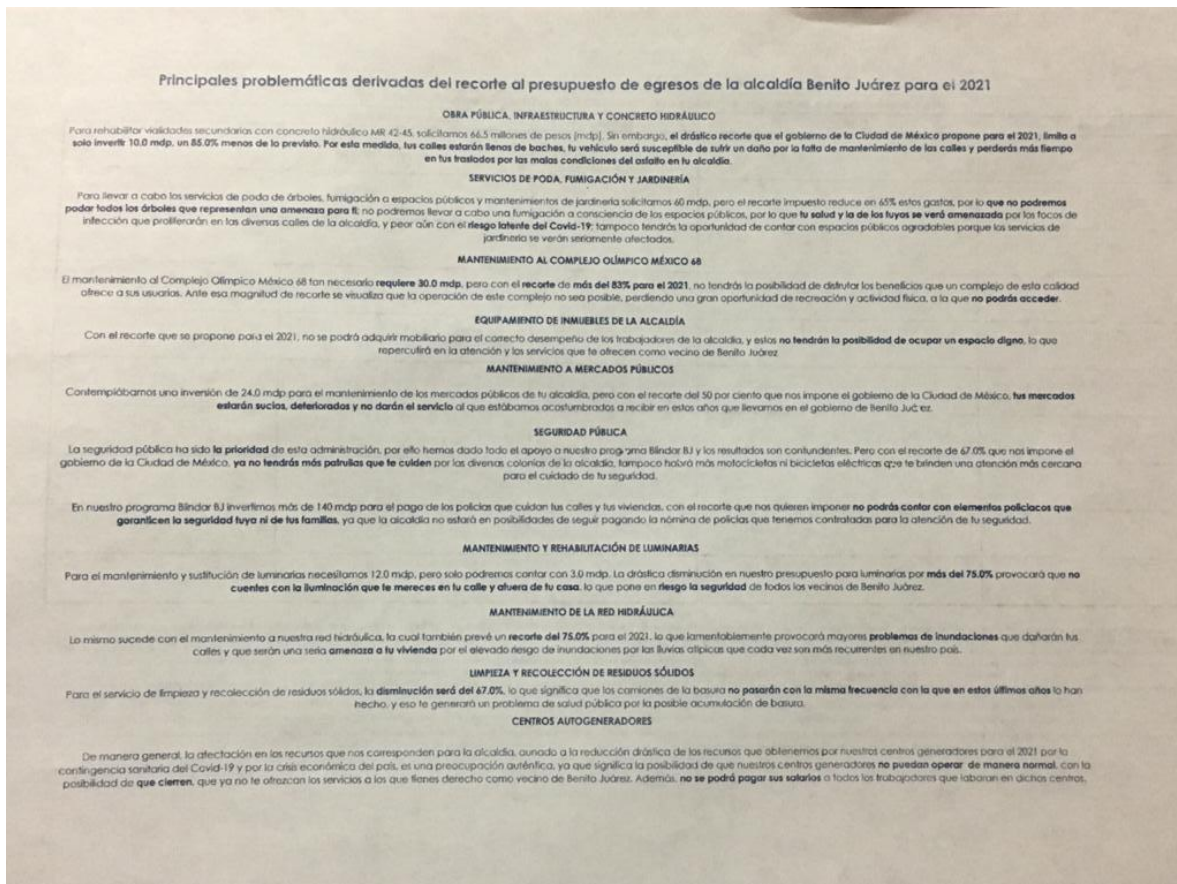 Principales problemáticas derivadas del recorte al presupuesto de egresos de la alcaldía Benito Juárez para el 2021
OBRA PÚBLICA, INFRAESTRUCTURA Y CONCRETO HIDRÁULICO
Para rehabilitar vialidades secundarias con concreto hidráulico MR 42-45, solicitamos 66.5 millones de pesos (mdp). Sin embargo, el drástico recorte que el gobierno de la Ciudad de México propone para el 2021, limita a
solo invertir 10.0 mdp, un 85.0% menos de lo previsto. Por esta medida, tus calles estarán llenas de baches, tu vehículo será susceptible de sufrir un daño por la falta de mantenimiento de las calles y perderás más tiempo
en tus traslados por las malas condiciones del asfalto en tu alcaldía.
SERVICIOS DE PODA, FUMIGACIÓN Y JARDINERÍA
Para llevar a cabo los servicios de poda de árboles, fumigación a espacios públicos y mantenimientos de jardinería solicitamos 60 mdp, pero el recorte impuesto reduce en 65% estos gastos, por lo que no podremos
podar todos los árboles que representan una amenaza para ti; no podremos llevar a cabo una fumigación a consciencia de los espacios públicos, por lo que tu salud y la de los tuyos se verá amenazada por los focos de
infección que proliferarán en las diversas calles de la alcaldía, y peor aún con el riesgo latente del Covid-19; tampoco tendrás la oportunidad de contar con espacios públicos agradables porque los servicios de
jardinería se verán seriamente afectados.
MANTENIMIENTO AL COMPLEJO OLÍMPICO MÉXICO 68
El mantenimiento al Complejo Olímpico México 68 tan necesario requiere 30.0 mdp, pero con el recorte de más del 83% para el 2021, no tendrás la posibilidad de disfrutar los beneficios que un complejo de esta calidad
ofrece a sus usuarios. Ante esa magnitud de recorte se visualiza que la operación de este complejo no sea posible, perdiendo una gran oportunidad de recreación y actividad física, a la que no podrás acceder.
EQUIPAMIENTO DE INMUEBLES DE LA ALCALDÍA
Con el recorte que se propone para el 2021, no se podrá adquirir mobiliario para el correcto desempeño de los trabajadores de la alcaldía, y estos no tendrán la posibilidad de ocupar un espacio digno, lo que
repercutirá en la atención y los servicios que te ofrecen como vecino de Benito Juárez
MANTENIMIENTO A MERCADOS PÚBLICOS
Contemplábamos una inversión de 24.0 mdp para el mantenimiento de los mercados públicos de tu alcaldía, pero con el recorte del 50 por ciento que nos impone el gobierno de la Ciudad de México, tus mercados
estarán sucios, deteriorados y no darán el servicio al que estábamos acostumbrados a recibir en estos años que llevamos en el gobierno de Benito Juárez.
SEGURIDAD PÚBLICA
La seguridad pública ha sido la prioridad de esta administración, por ello hemos dado todo el apoyo a nuestro programa Blindar BJ y los resultados son contundentes. Pero con el recorte de 67.0% que nos impone el
gobierno de la Ciudad de México, ya no tendrás más patrullas que te cuiden por las diversas colonias de la alcaldía, tampoco habrá más motocicletas ni bicicletas eléctricas que te brinden una atención más cercana
para el cuidado de tu seguridad.
En nuestro programa Blindar BJ invertimos más de 140 mdp para el pago de los policías que cuidan tus calles y tus viviendas, con el recorte que nos quieren imponer no podrás contar con elementos policíacos que
garanticen la seguridad tuya ni de tus familias, ya que la alcaldía no estará en posibilidades de seguir pagando la nómina de policías que tenemos contratadas para la atención de tu seguridad.
MANTENIMIENTO Y REHABILITACIÓN DE LUMINARIAS
Para el mantenimiento y sustitución de luminarias necesitamos 12.0 mdp, pero solo podremos contar con 3.0 mdp. La drástica disminución en nuestro presupuesto para luminarias por más del 75.0% provocará que no
cuentes con la iluminación que te mereces en tu calle y afuera de tu casa, lo que pone en riesgo la seguridad de todos los vecinos de Benito Juárez.
MANTENIMIENTO DE LA RED HIDRÁULICA
Lo mismo sucede con el mantenimiento a nuestra red hidráulica, la cual también prevé un recorte del 75.0% para el 2021, lo que lamentablemente provocará mayores problemas de inundaciones que dañarán tus
calles y que serán una seria amenaza a tu vivienda por el elevado riesgo de inundaciones por las lluvias atípicas que cada vez son más recurrentes en nuestro país.
LIMPIEZA Y RECOLECCIÓN DE RESIDUOS SÓLIDOS
Para el servicio de limpieza y recolección de residuos sólidos, la disminución será del 67.0%, lo que significa que los camiones de la basura no pasarán con la misma frecuencia con la que en estos últimos años lo han
hecho, y eso te generará un problema de salud pública por la posible acumulación de basura.
CENTROS AUTOGENERADORES
De manera general, la afectación en los recursos que nos corresponden para la alcaldía, aunado a la reducción drástica de los recursos que obtenemos por nuestros centros generadores para el 2021 por la
contingencia sanitaria del Covid-19 y por la crisis económica del país, es una preocupación auténtica, ya que significa la posibilidad de que nuestros centros generadores no puedan operar de manera normal, con la
posibilidad de que cierren, que ya no te ofrezcan los servicios a los que tienes derecho como vecino de Benito Juárez. Además, no se podrá pagar sus salarios a todos los trabajadores que laboran en dichos centros.